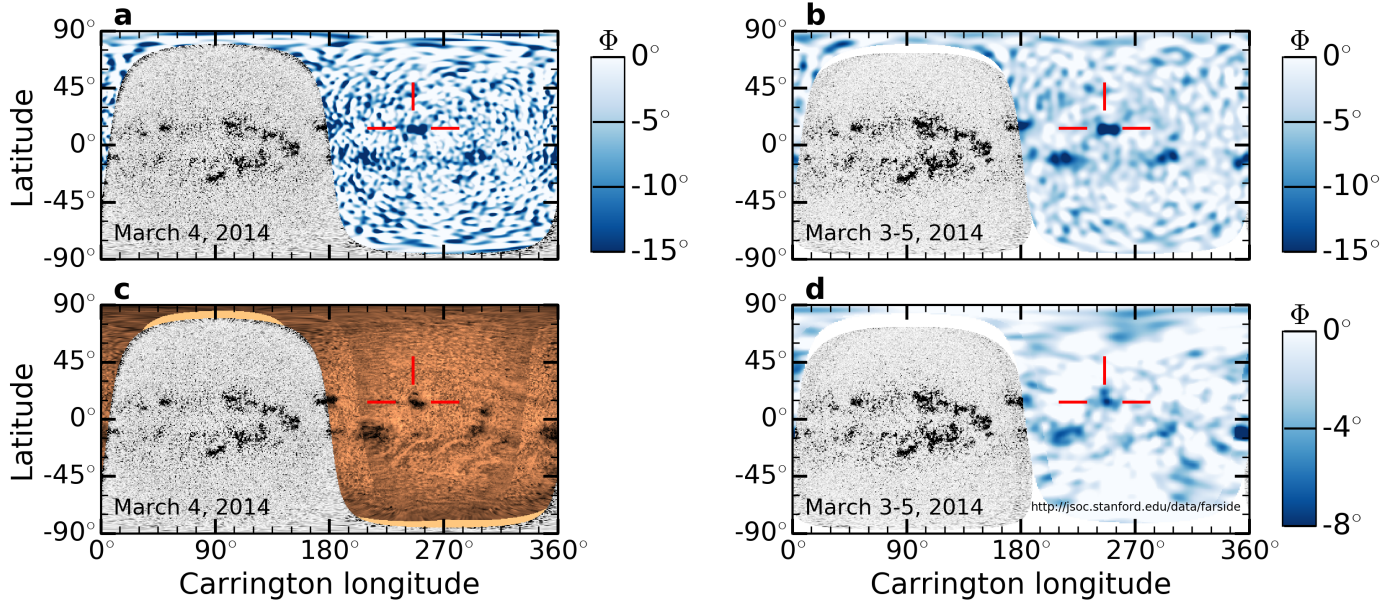 a
b
90°
45°
0°
-45°
-90°
Latitude
March 4, 2014
Φ
0°
-5°
-10°
-15°
90°
45°
0°
-45°
-90°
March 3-5, 2014
Φ
0°
-5°
-10°
-15°
c
d
90°
45°
0°
-45°
-90°
Latitude
March 4, 2014
0°
90°
180°
270°
360°
Carrington longitude
90°
45°
0°
-45°
-90°
March 3-5, 2014
http://jsoc.stanford.edu/data/farside
0°
90°
180°
270°
360°
Carrington longitude
Φ
0°
-4°
-8°